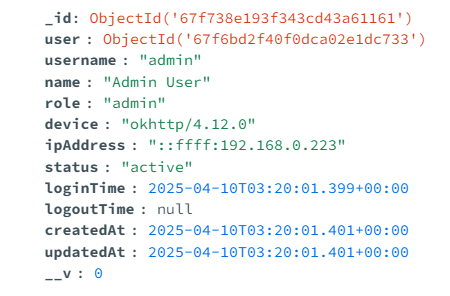 _id: ObjectId('67f738e193f343cd43a61161')
user : ObjectId('67f6bd2f40f0dca02e1dc733')
username : "admin"
name : "Admin User"
role : "admin"
device : "okhttp/4.12.0"
ipAddress : "::ffff:192.168.0.223"
status : "active"
loginTime : 2025-04-10T03:20:01.399+00:00
logoutTime : null
createdAt : 2025-04-10T03:20:01.401+00:00
updatedAt : 2025-04-10T03:20:01.401+00:00
__v : 0